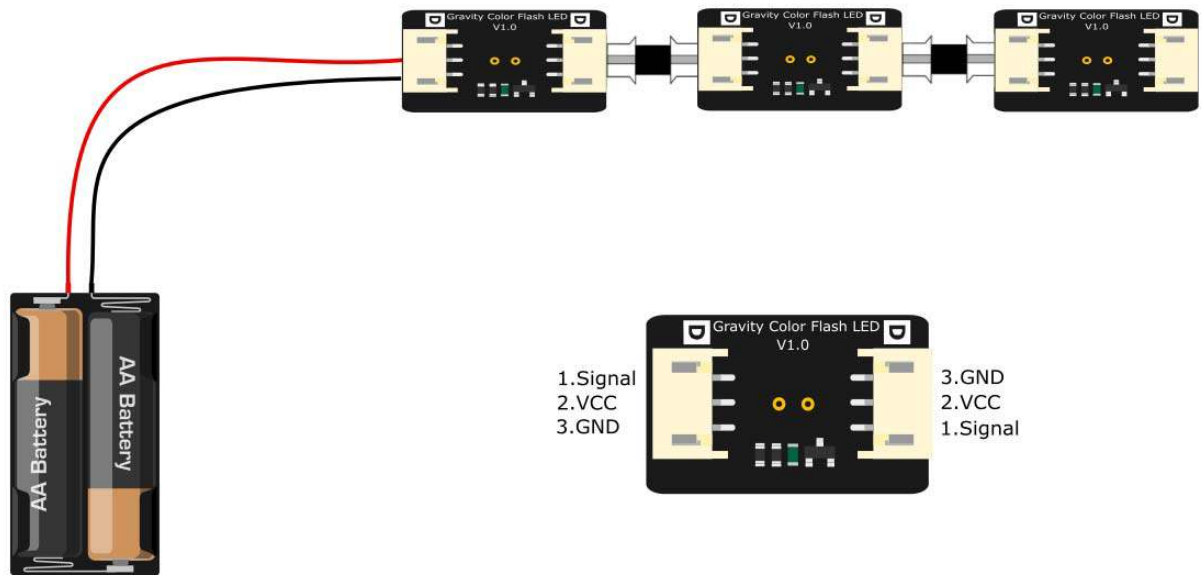 D Gravity Color Flash LED D
V1.0
D Gravity Color Flash LED D
V1.0
D Gravity Color Flash LED D
V1.0
AA Battery
AA Battery
D Gravity Color Flash LED D
V1.0
1.Signal
2.VCC
3.GND
3.GND
2.VCC
1.Signal